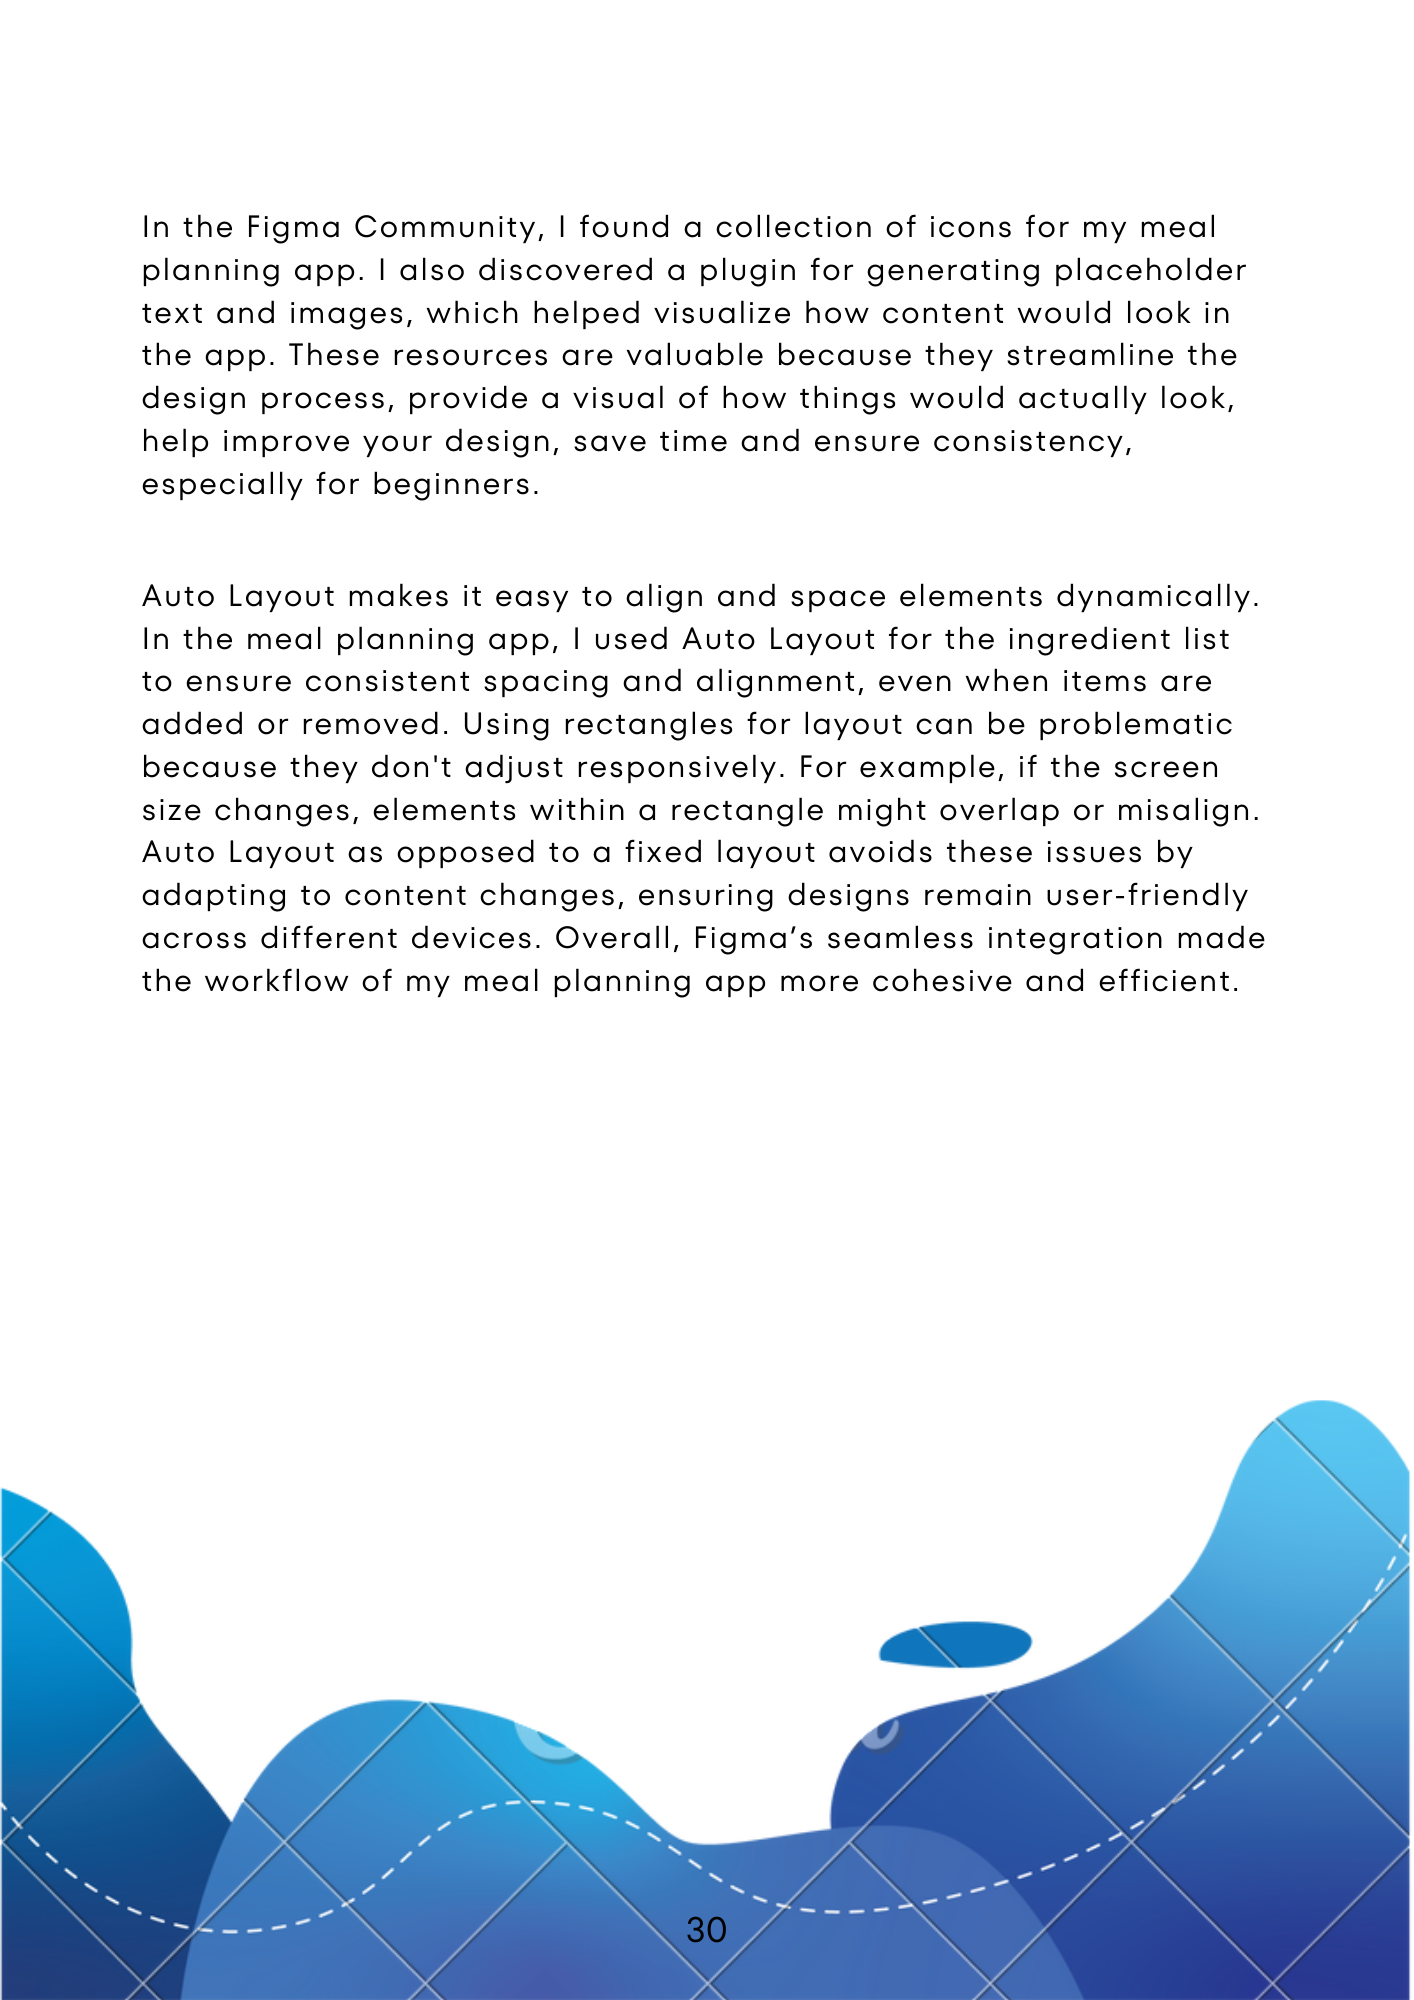 In the Figma Community, I found a collection of icons for my meal
planning app. I also discovered a plugin for generating placeholder
text and images, which helped visualize how content would look in
the app. These resources are valuable because they streamline the
design process, provide a visual of how things would actually look,
help improve your design, save time and ensure consistency,
especially for beginners.
Auto Layout makes it easy to align and space elements dynamically.
In the meal planning app, I used Auto Layout for the ingredient list
to ensure consistent spacing and alignment, even when items are
added or removed. Using rectangles for layout can be problematic
because they don't adjust responsively. For example, if the screen
size changes, elements within a rectangle might overlap or misalign.
Auto Layout as opposed to a fixed layout avoids these issues by
adapting to content changes, ensuring designs remain user-friendly
across different devices. Overall, Figma’s seamless integration made
the workflow of my meal planning app more cohesive and efficient.
30